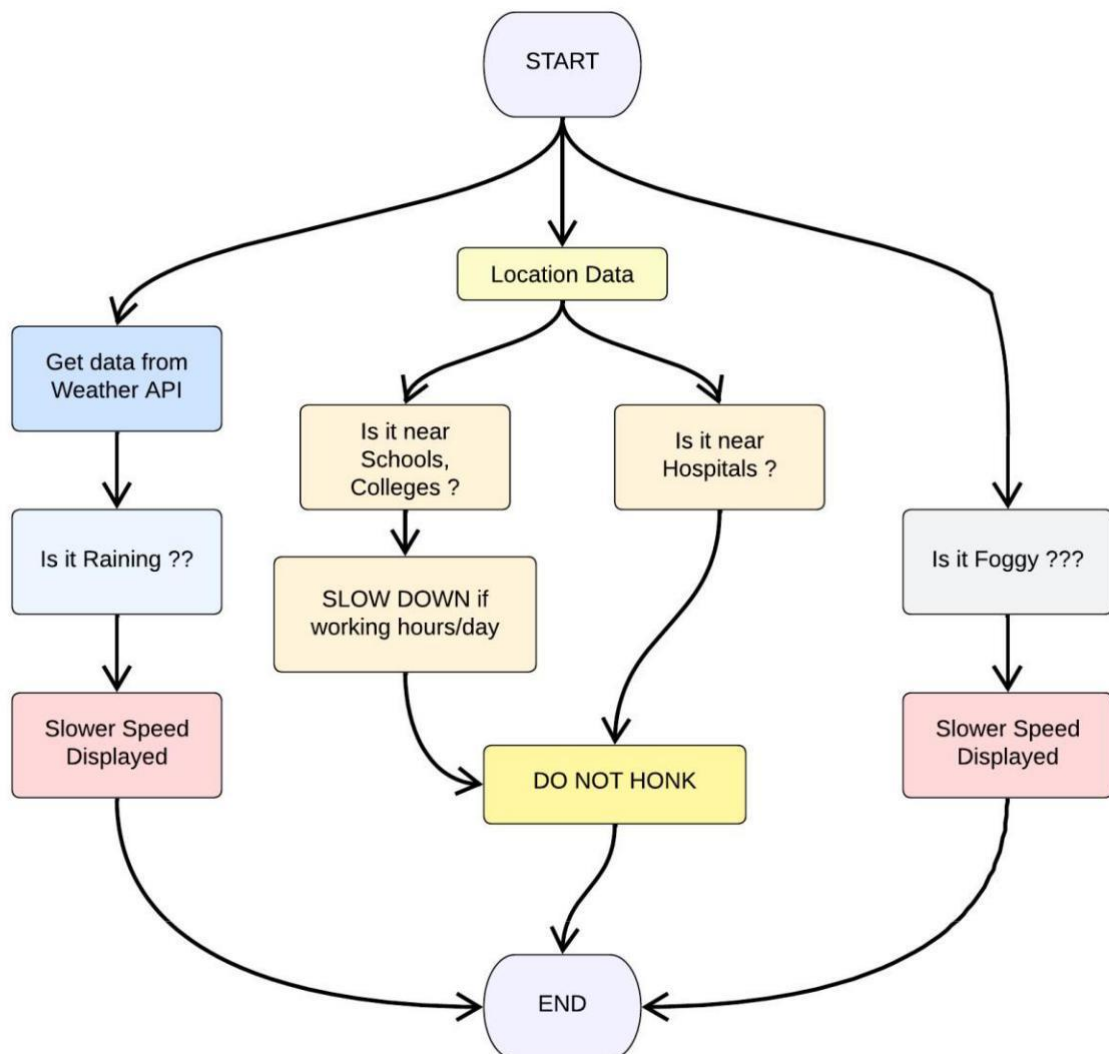 START
Location Data
Get data from
Weather API
Is it near
Schools,
Colleges ?
Is it near
Hospitals ?
Is it Raining ??
Is it Foggy ???
SLOW DOWN if
working hours/day
Slower Speed
Displayed
DO NOT HONK
Slower Speed
Displayed
END